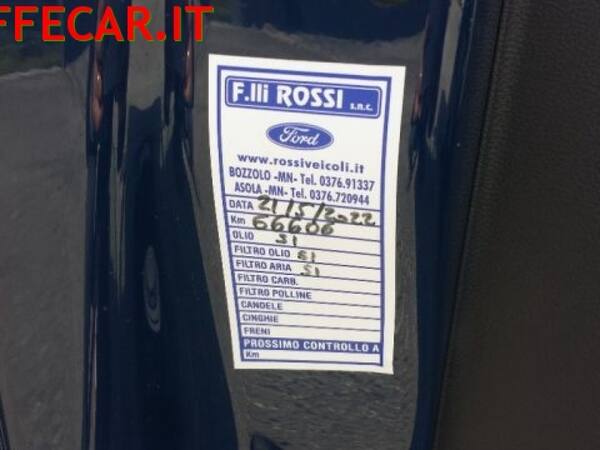 FFECAR.IT
F.lli ROSSI s.n.c.
Ford
www.rossiveicoli.it
BOZZOLO -MN- Tel. 0376.91337
ASOLA -MN- Tel. 0376.720944
DATA 21/5/2022
Km 66606
OLIO SI
FILTRO OLIO SI
FILTRO ARIA SI
FILTRO CARB.
FILTRO POLLINE
CANDELE
CINGHIE
FRENI
PROSSIMO CONTROLLO A
Km